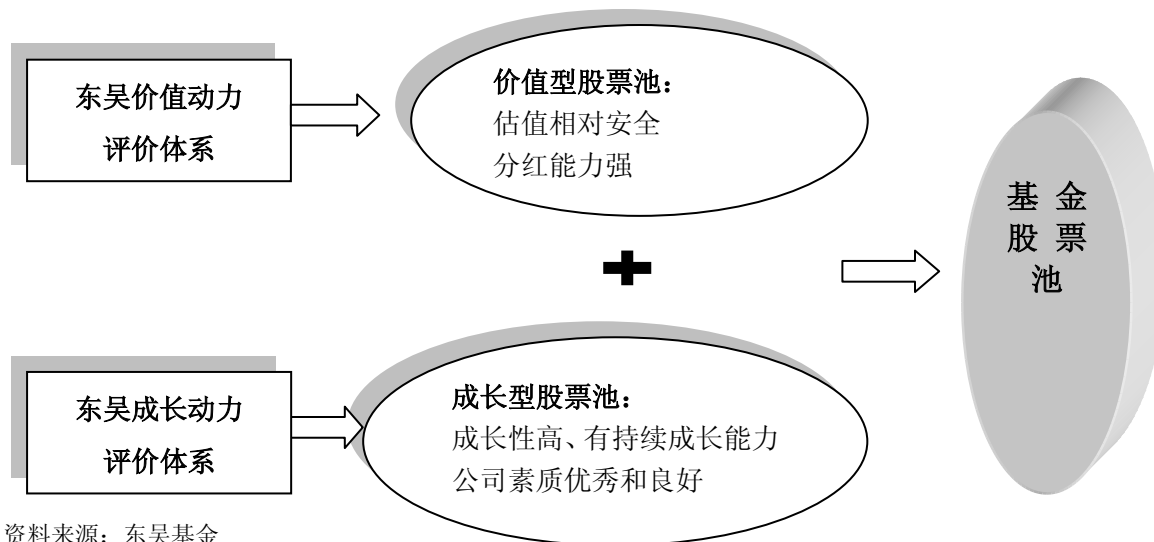 东吴价值动力
评价体系
价值型股票池：
估值相对安全
分红能力强
基 金
股 票
池
东吴成长动力
评价体系
成长型股票池：
成长性高、有持续成长能力
公司素质优秀和良好
资料来源：东吴基金